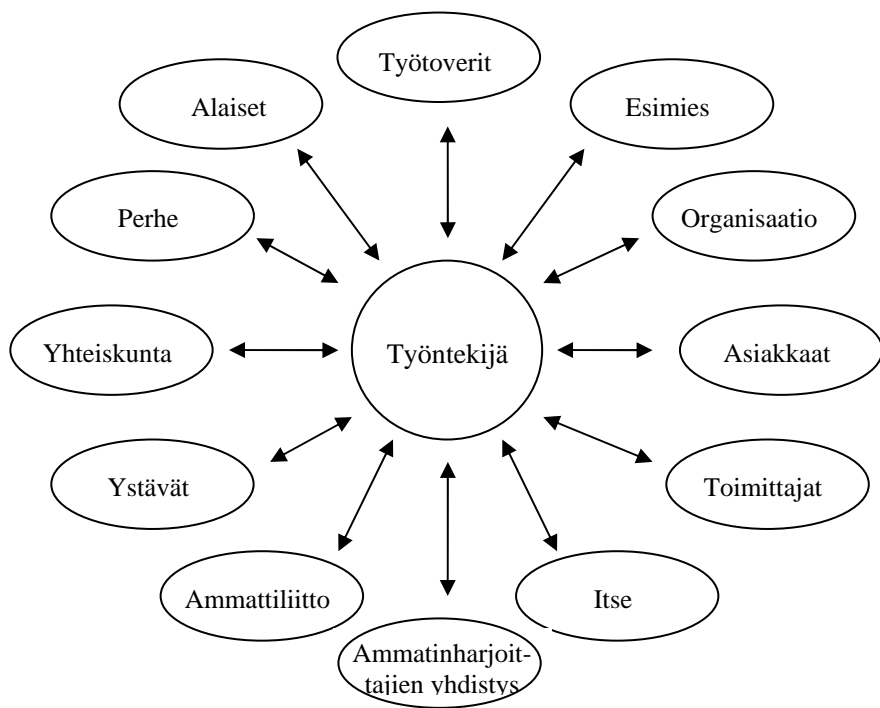 Työtoverit
Alaiset
Esimies
Perhe
Organisaatio
Yhteiskunta
Työntekijä
Asiakkaat
Ystävät
Toimittajat
Ammattiliitto
Itse
Ammatinharjoit-
tajien yhdistys